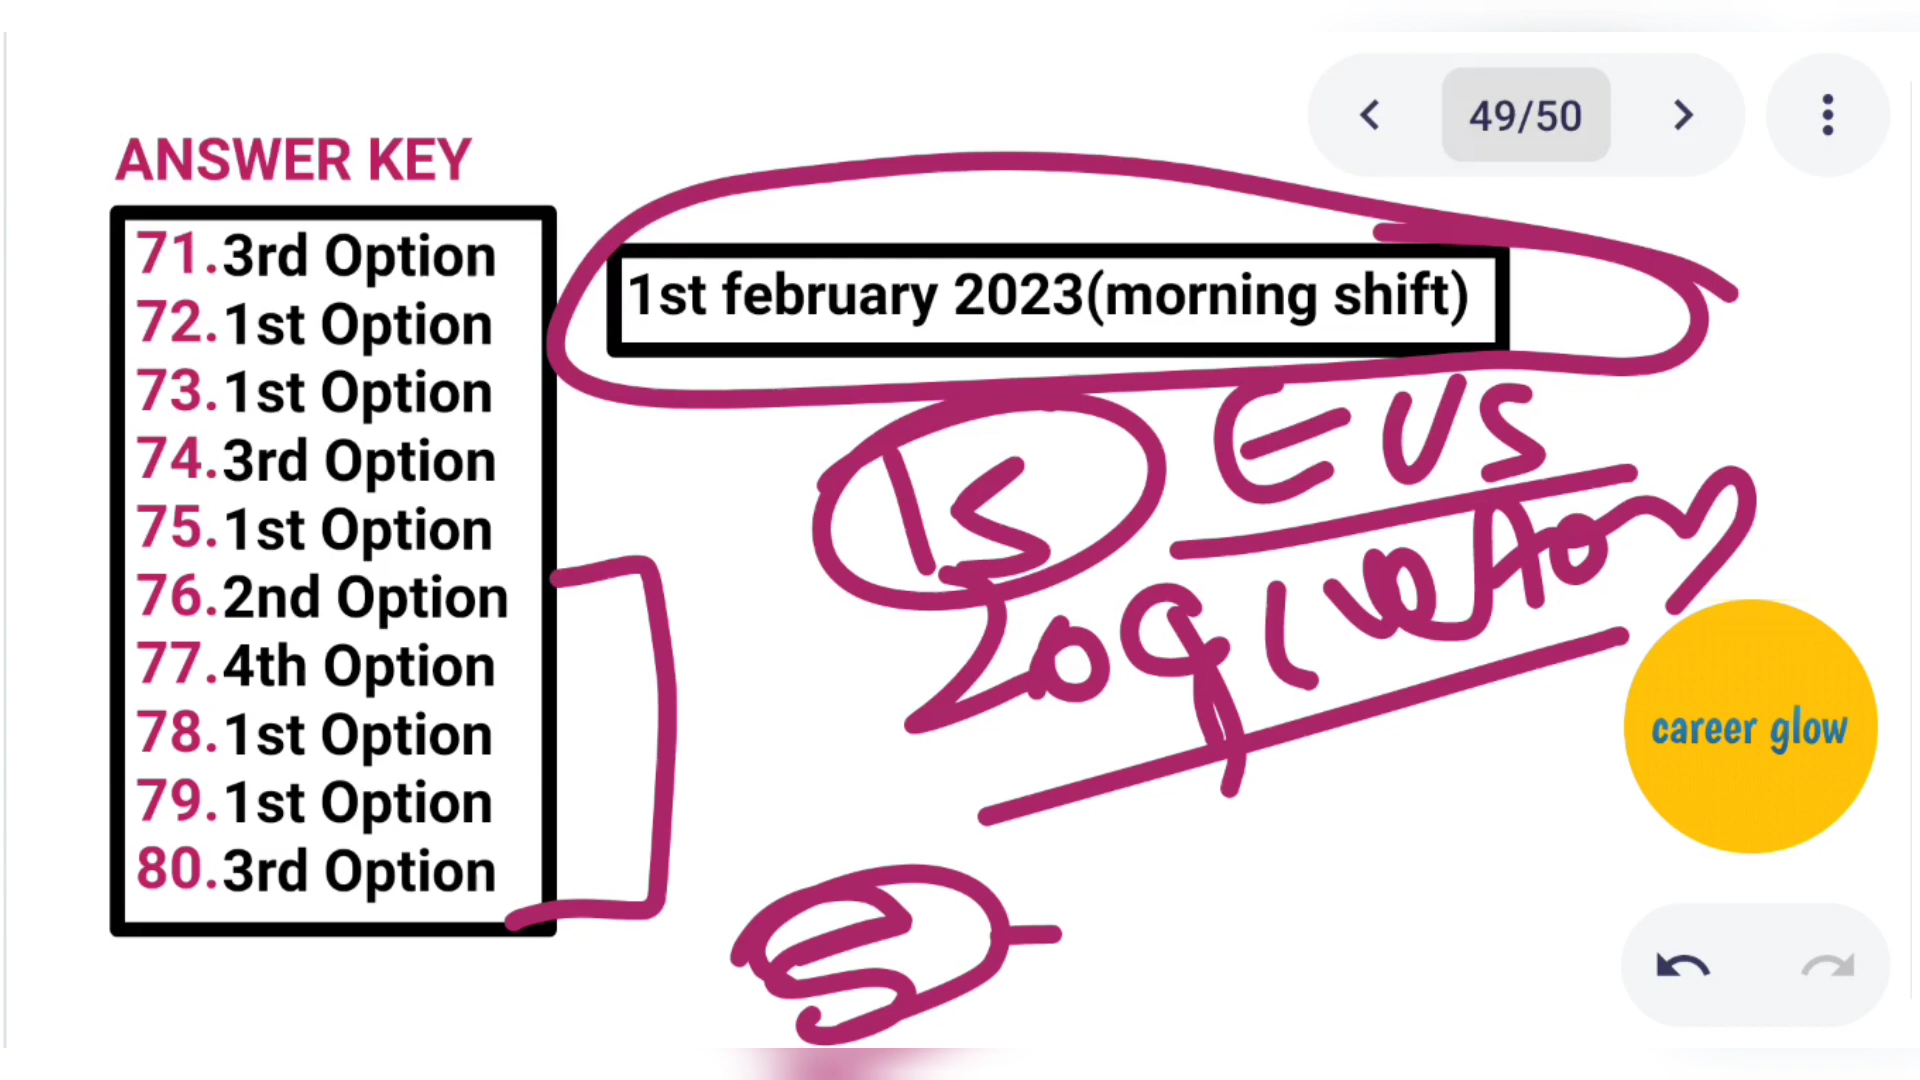 49/50
ANSWER KEY
71.3rd Option
72.1st Option
73.1st Option
74.3rd Option
75.1st Option
76.2nd Option
77.4th Option
78.1st Option
79.1st Option
80.3rd Option
1st february 2023(morning shift)
15 EVS
career glow